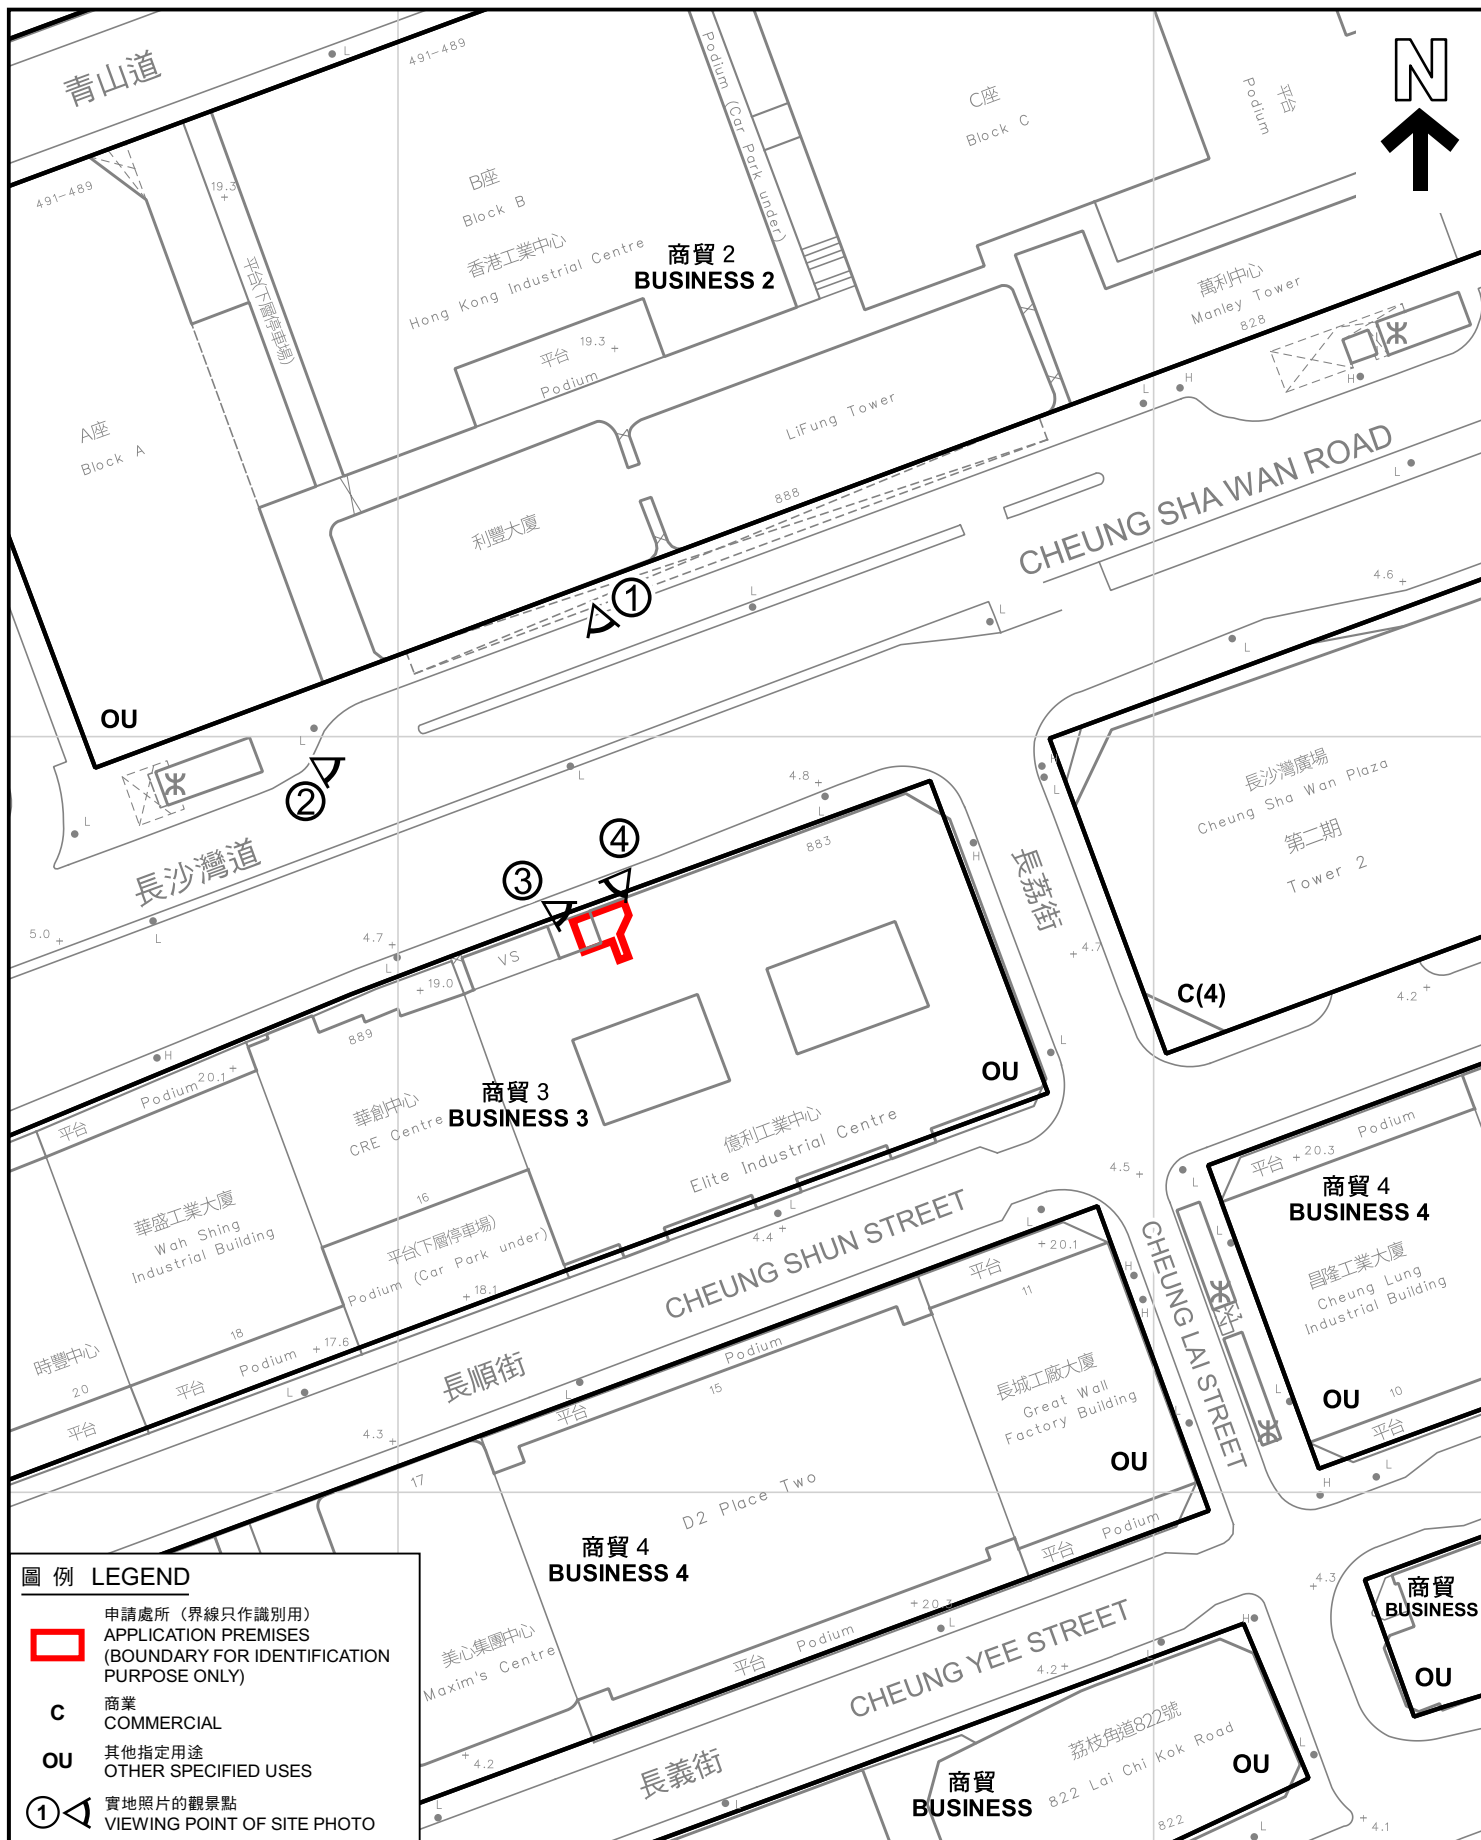 青山道
L
491-489
491-489
Podium (Car Park under)
C座
Block C
平台
Podium
N
19.3
B座
Block B
香港工業中心
Hong Kong Industrial Centre
商貿 2
BUSINESS 2
平台(下層停車場)
平台 19.3
Podium
萬利中心
Manley Tower
828
H
L
H
A座
Block A
LiFung Tower
888
利豐大廈
CHEUNG SHA WAN ROAD
L
4.6
1
L
L
L
OU
L
2
L
長沙灣道
4.8
L
883
4
3
H
L
長沙灣廣場
Cheung Sha Wan Plaza
第二期
Tower 2
H
長荔街
5.0
L
4.7
L
VS
19.0
4.7
C(4)
4.2
889
H
L
OU
Podium 20.1
平台
華創中心
CRE Centre
商貿 3
BUSINESS 3
億利工業中心
Elite Industrial Centre
4.5
L
平台 20.3 Podium
商貿 4
BUSINESS 4
華盛工業大廈
Wah Shing
Industrial Building
16
平台(下層停車場)
Podium (Car Park under)
18.1
L
4.4
CHEUNG SHUN STREET
L
20.1
平台
11
H
H
L
CHEUNG LAI STREET
昌隆工業大廈
Cheung Lung
Industrial Building
18
時豐中心
20
平台
平台 Podium 17.6
L
長順街
L
平台
15
Podium
長城工廠大廈
Great Wall
Factory Building
L
OU
L
OU
10
平台
4.3
17
D2 Place Two
L
H
商貿 4
BUSINESS 4
平台
Podium
4.3
商貿
BUSINESS
OU
美心集團中心
Maxim's Centre
平台
Podium
20.3
L
CHEUNG YEE STREET
4.2
L
H
4.2
長義街
L
L
荔枝角道822號
822 Lai Chi Kok Road
OU
L
商貿
BUSINESS
822
L
4.1
圖 例 LEGEND
申請處所（界線只作識別用）
APPLICATION PREMISES
(BOUNDARY FOR IDENTIFICATION
PURPOSE ONLY)
C 商業
COMMERCIAL
OU 其他指定用途
OTHER SPECIFIED USES
1 實地照片的觀景點
VIEWING POINT OF SITE PHOTO